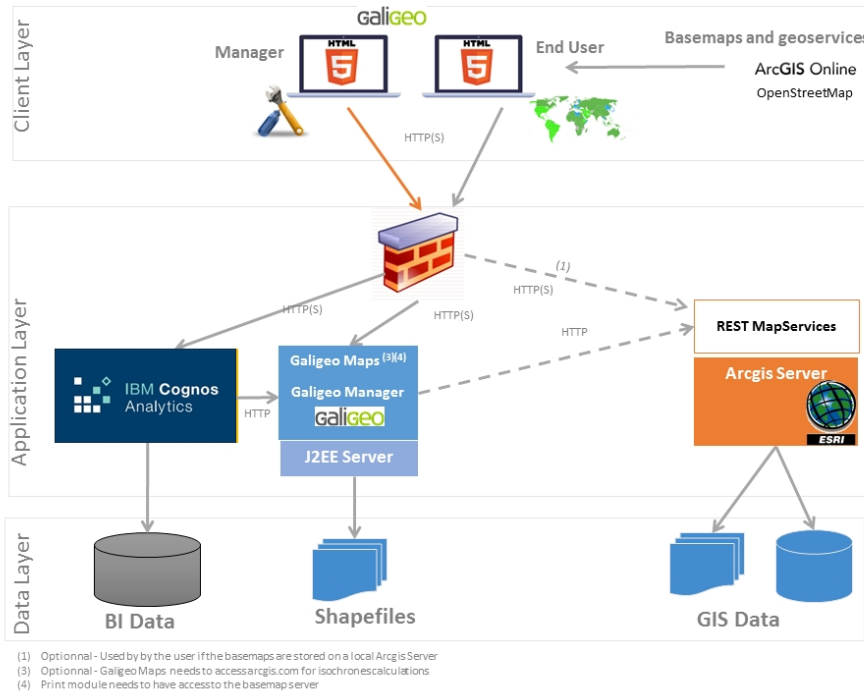 Client Layer
GaLiGEO
Manager
HTML
5
HTML
5
End User
Basemaps and geoservices
ArcGIS Online
OpenStreetMap
HTTP(S)
Application Layer
(1)
HTTP(S)
HTTP(S)
HTTP(S)
HTTP
REST MapServices
IBM Cognos
Analytics
HTTP
Galigeo Maps (3)(4)
Galigeo Manager
GaLiGEO
J2EE Server
Arcgis Server
ESRI
Data Layer
BI Data
Shapefiles
GIS Data
(1) Optionnal - Used by by the user if the basemaps are stored on a local Arcgis Server
(3) Optionnal - Galigeo Maps needs to access arcgis.com for isochrones calculations
(4) Print module needs to have access to the basemap server